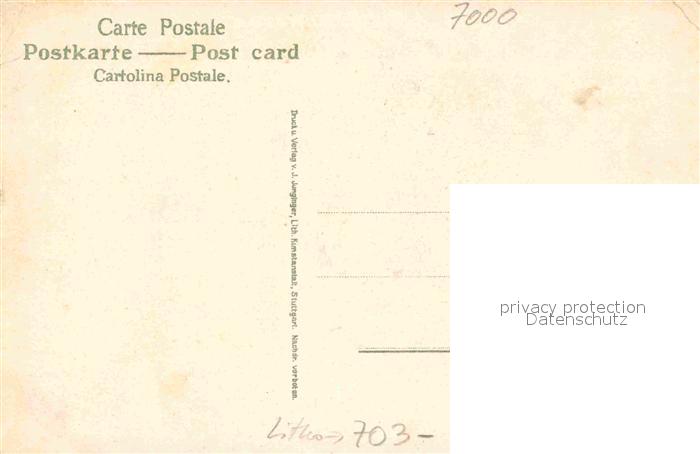 7000
Carte Postale
Postkarte — Post card
Cartolina Postale.
Druck u. Verlag v. J. Junginger, Lith. Kunstanstalt, Stuttgart. Nachdr. verboten.
privacy protection
Datenschutz
Litho → 703-